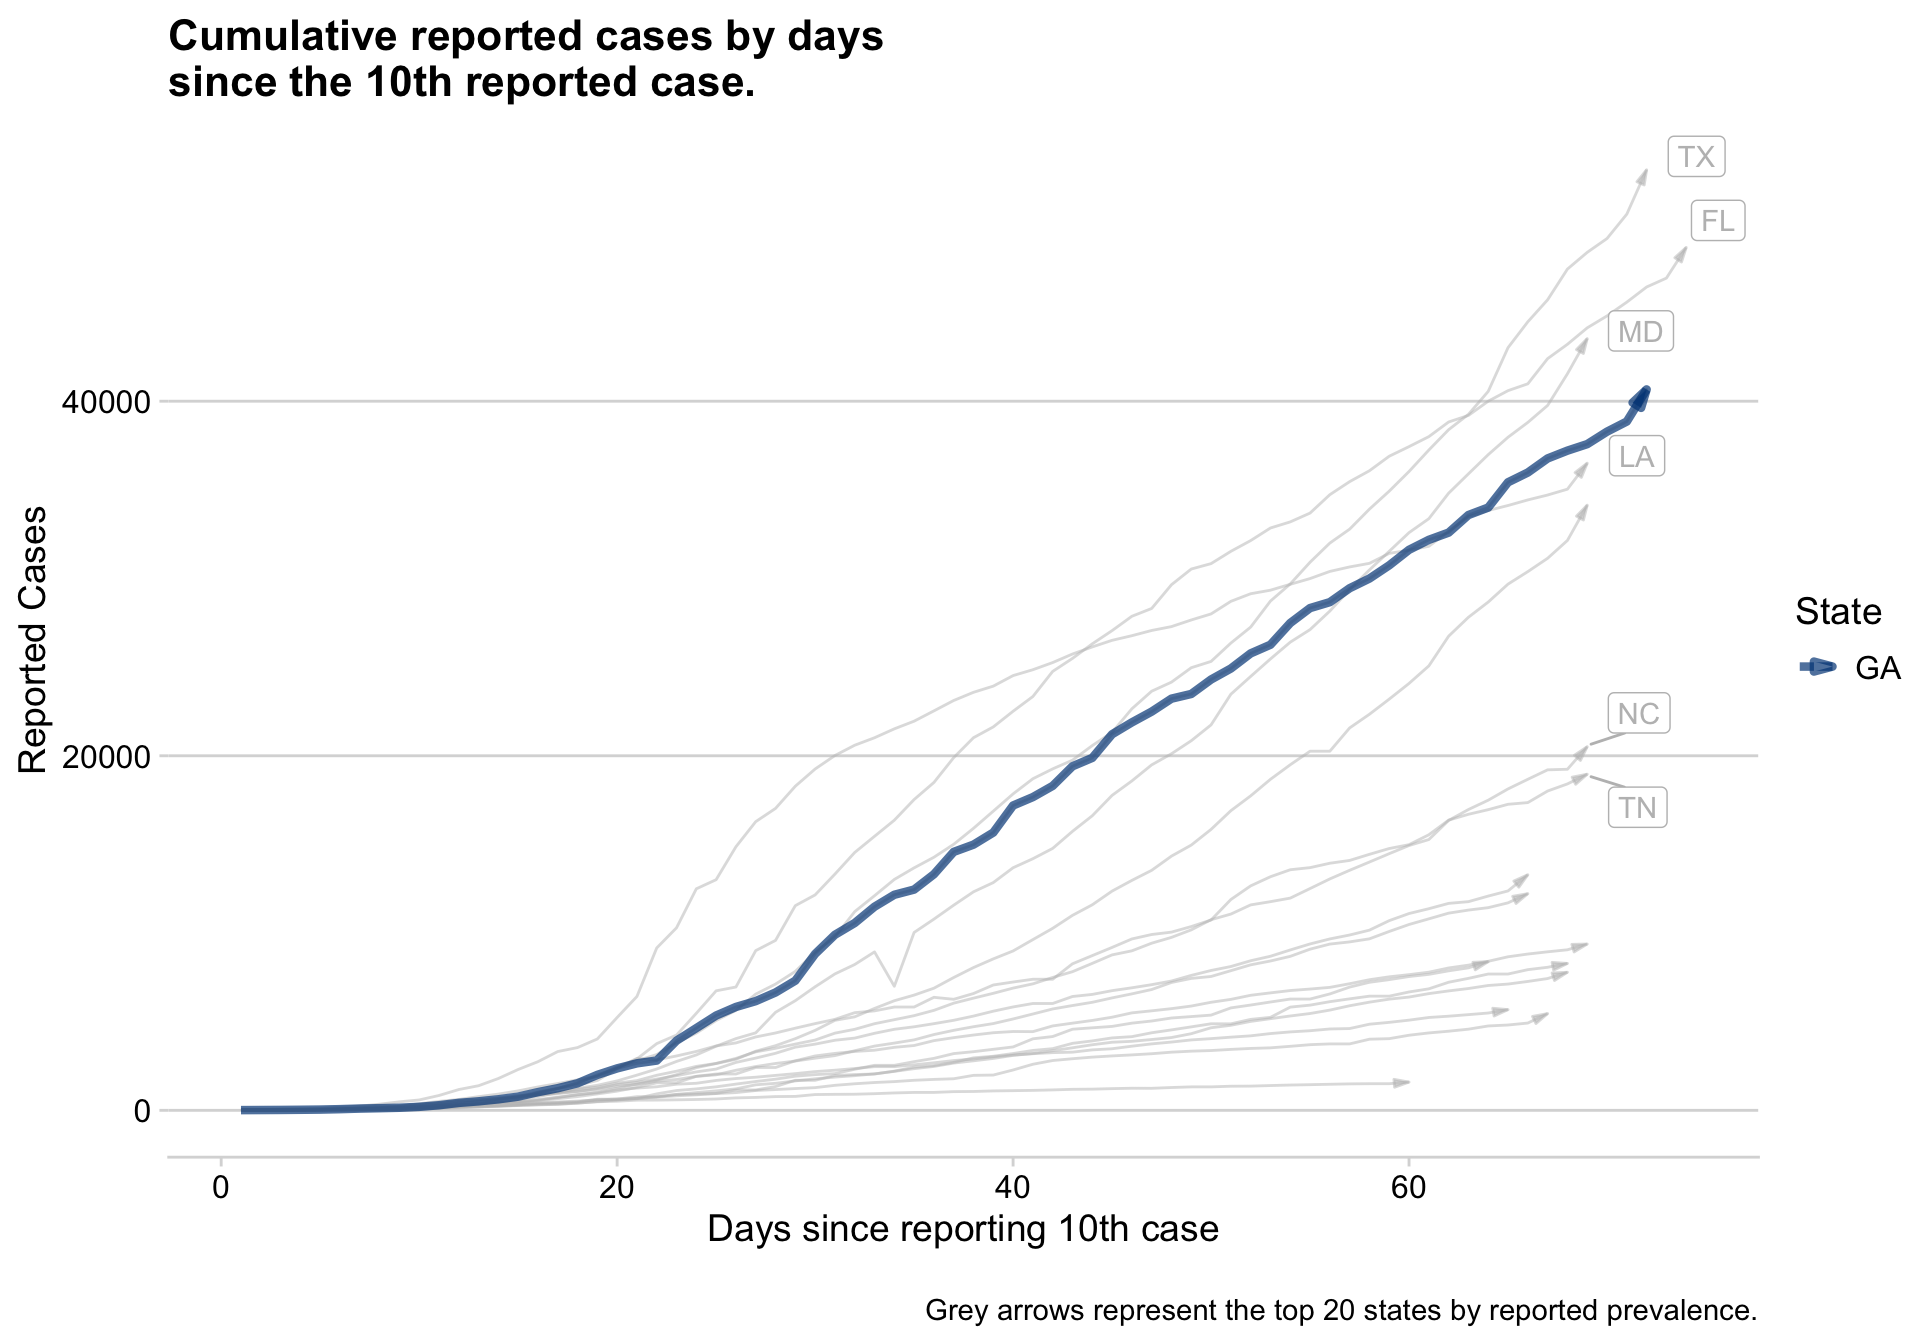 Cumulative reported cases by days
since the 10th reported case.
TX
FL
MD
40000
LA
Reported Cases
State
GA
NC
20000
TN
0
0 20 40 60
Days since reporting 10th case
Grey arrows represent the top 20 states by reported prevalence.